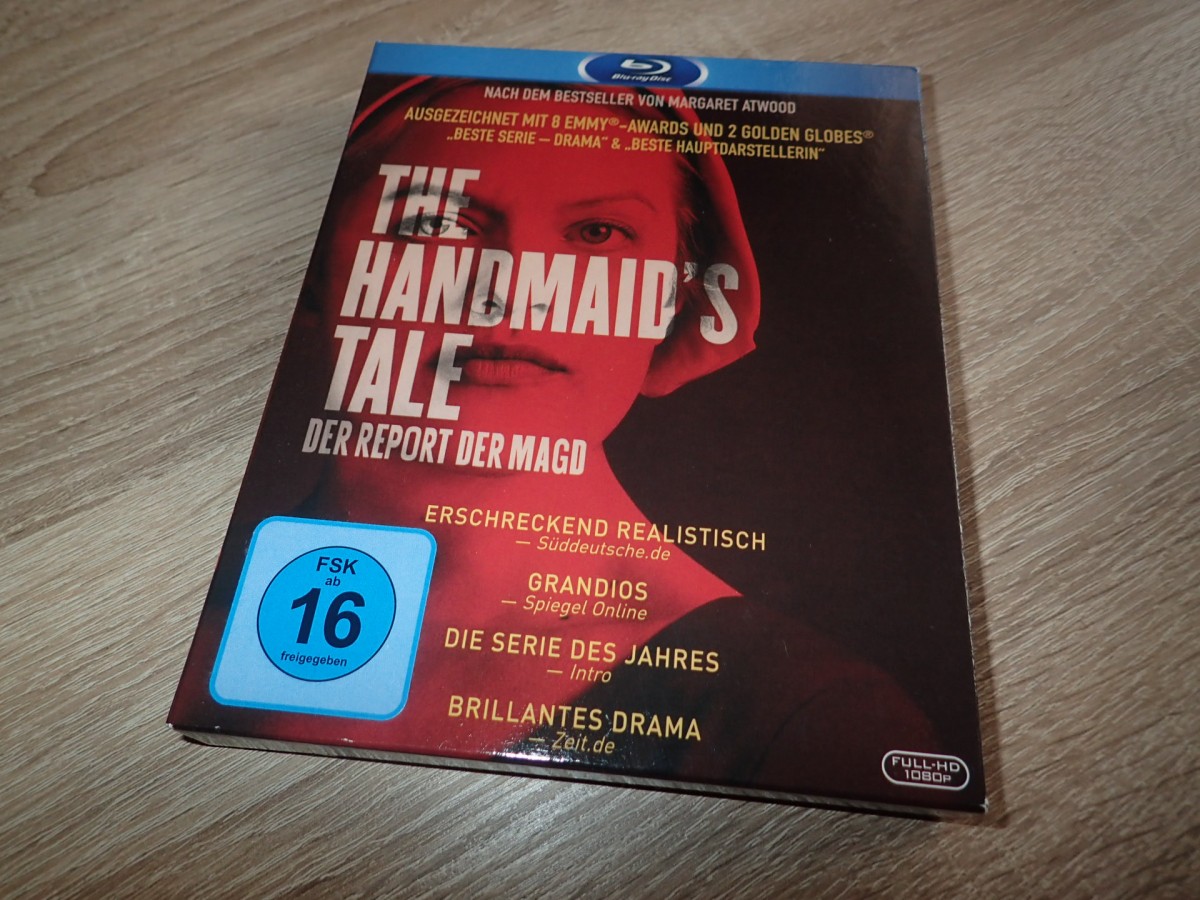 Blu-ray Disc
NACH DEM BESTSELLER VON MARGARET ATWOOD
AUSGEZEICHNET MIT 8 EMMY®-AWARDS UND 2 GOLDEN GLOBES®
„BESTE SERIE – DRAMA“ & „BESTE HAUPTDARSTELLERIN“
THE
HANDMAID'S
TALE
DER REPORT DER MAGD
ERSCHRECKEND REALISTISCH
— Süddeutsche.de
GRANDIOS
— Spiegel Online
DIE SERIE DES JAHRES
— Intro
BRILLANTES DRAMA
— Zeit.de
FSK
ab
16
freigegeben
FULL-HD
1080p